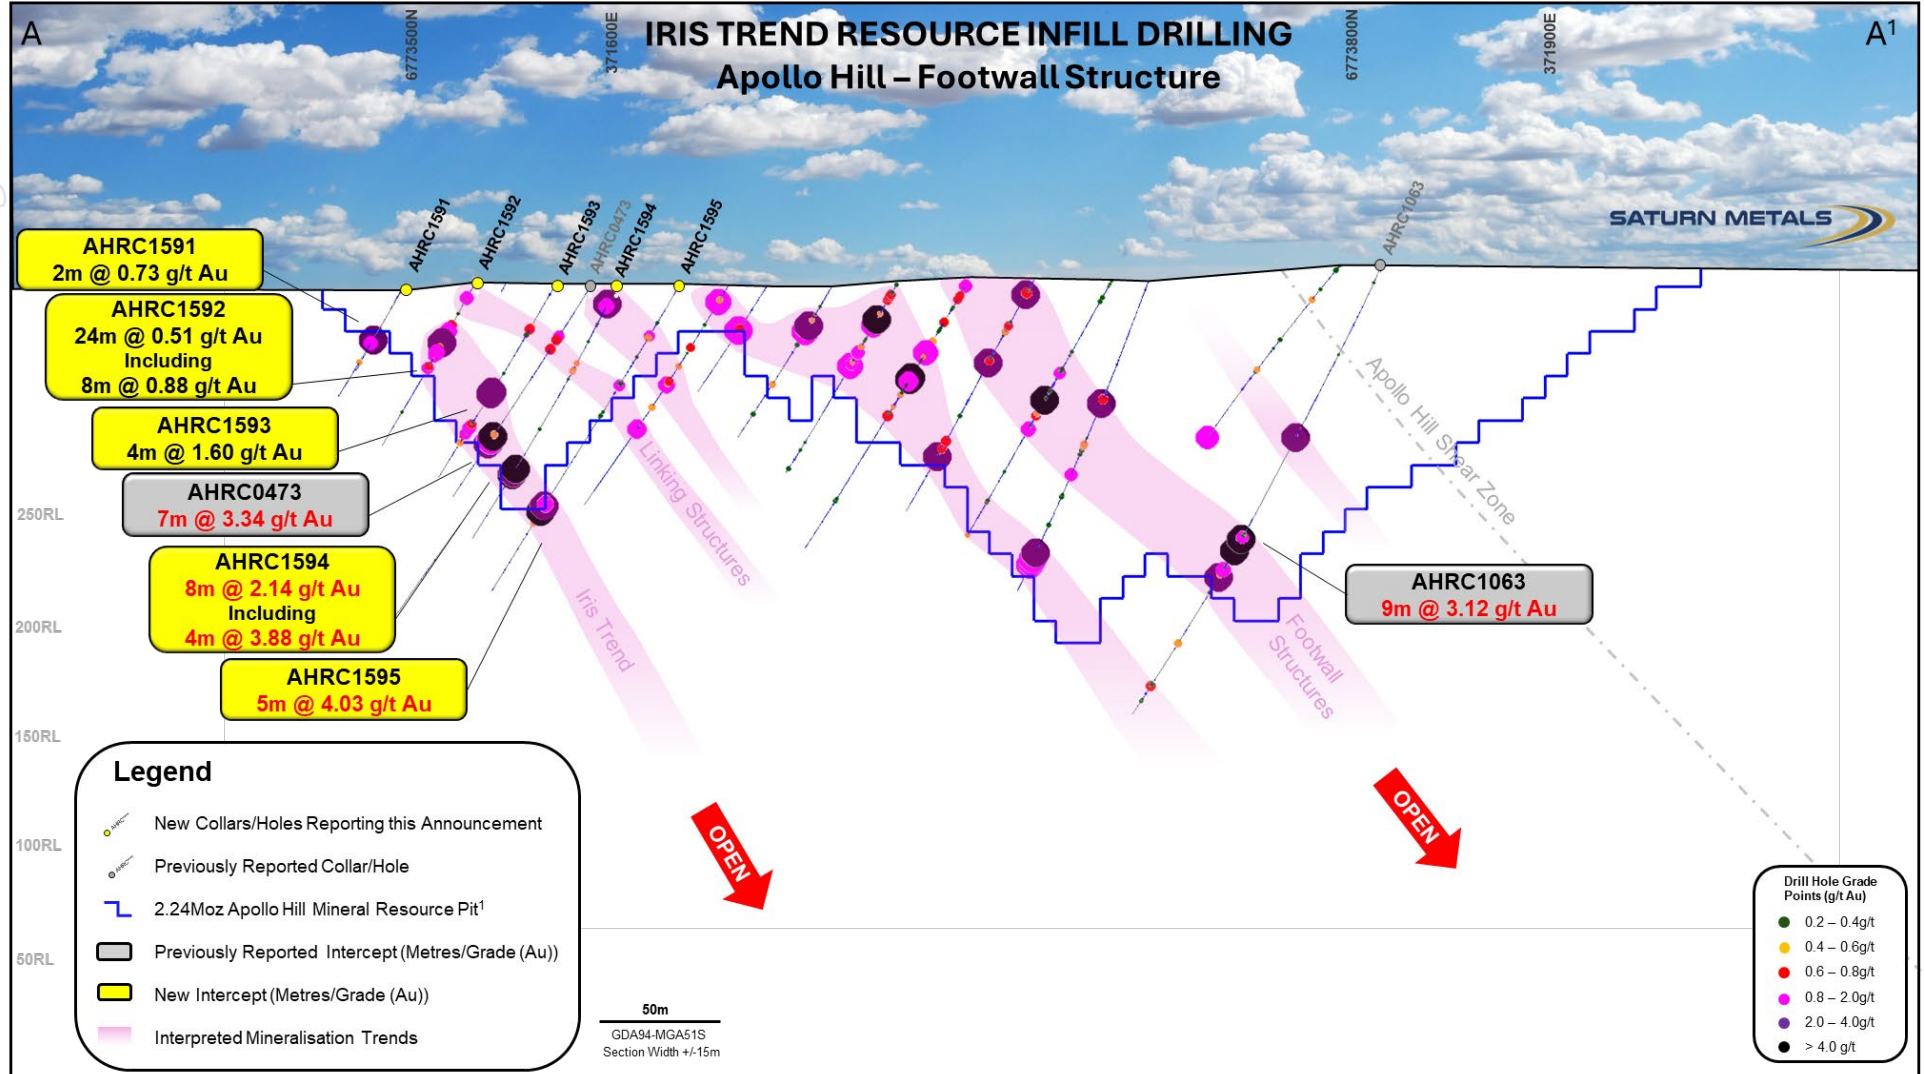 A
6773500N
371600E
IRIS TREND RESOURCE INFILL DRILLING
Apollo Hill – Footwall Structure
6773800N
371900E
A¹
SATURN METALS
AHRC1591
AHRC1592
AHRC1593
AHRC0473
AHRC1594
AHRC1595
AHRC1063
AHRC1591
2m @ 0.73 g/t Au
AHRC1592
24m @ 0.51 g/t Au
Including
8m @ 0.88 g/t Au
AHRC1593
4m @ 1.60 g/t Au
AHRC0473
7m @ 3.34 g/t Au
AHRC1594
8m @ 2.14 g/t Au
Including
4m @ 3.88 g/t Au
AHRC1595
5m @ 4.03 g/t Au
AHRC1063
9m @ 3.12 g/t Au
Iris Trend
Linking Structures
Footwall
Structures
Apollo Hill Shear Zone
250RL
200RL
150RL
100RL
50RL
OPEN
OPEN
Legend
New Collars/Holes Reporting this Announcement
Previously Reported Collar/Hole
2.24Moz Apollo Hill Mineral Resource Pit¹
Previously Reported Intercept (Metres/Grade (Au))
New Intercept (Metres/Grade (Au))
Interpreted Mineralisation Trends
50m
GDA94-MGA51S
Section Width +/-15m
Drill Hole Grade
Points (g/t Au)
0.2 – 0.4g/t
0.4 – 0.6g/t
0.6 – 0.8g/t
0.8 – 2.0g/t
2.0 – 4.0g/t
> 4.0 g/t